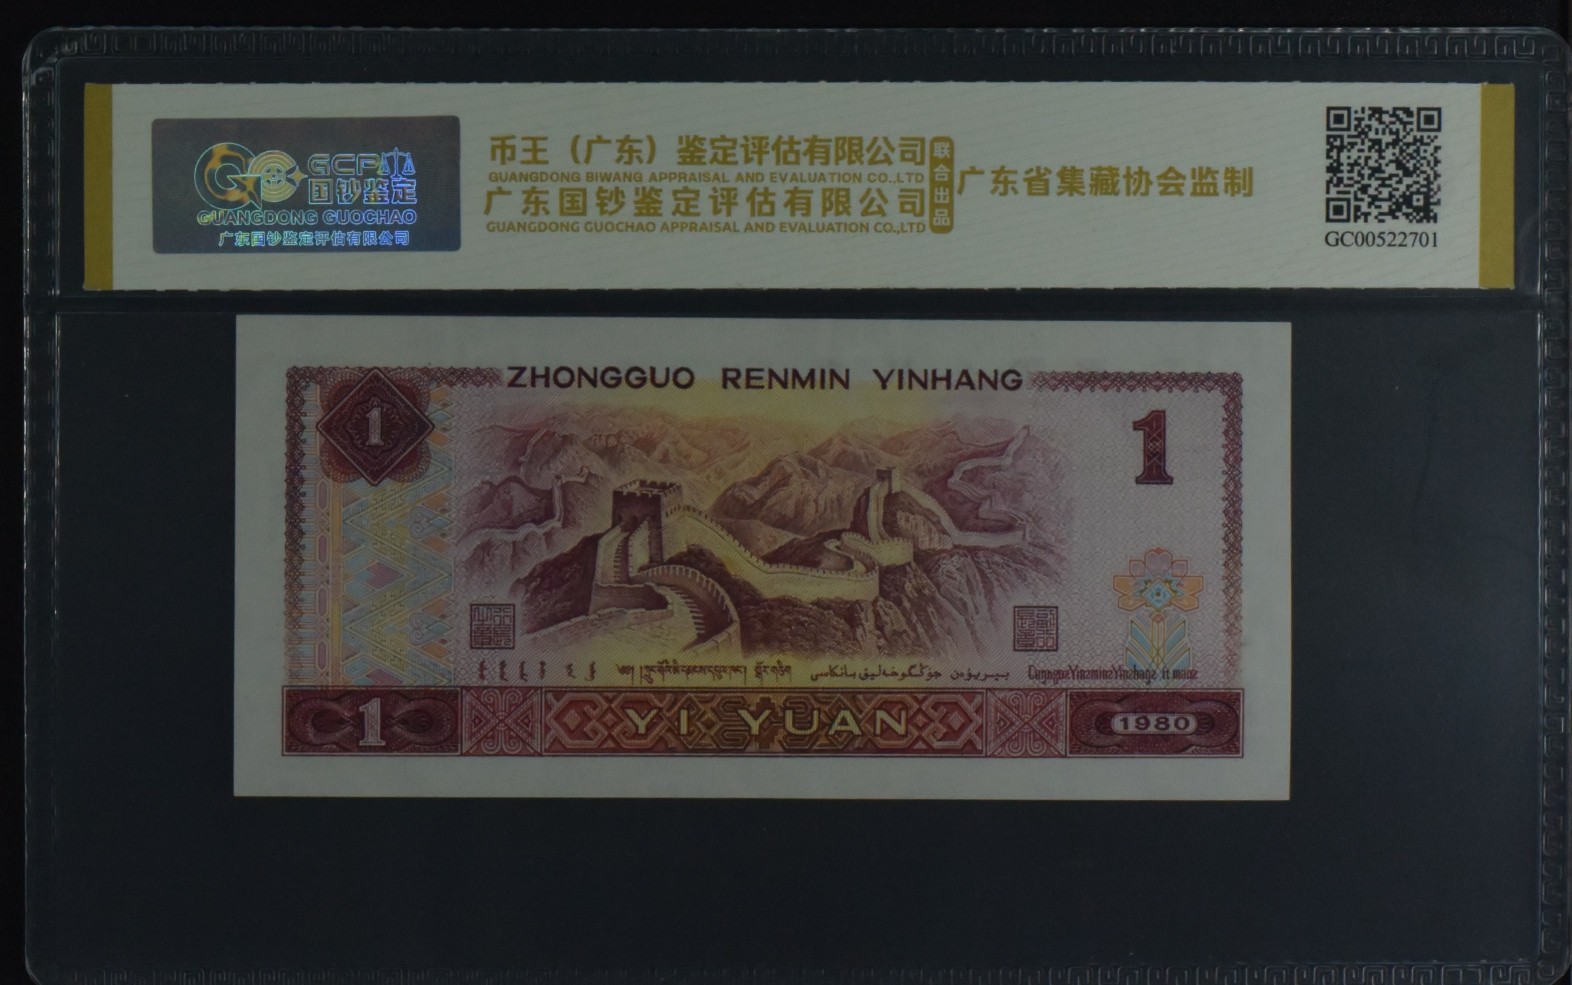 GCP
国钞鉴定
GUANGDONG GUOCHAO
广东国钞鉴定评估有限公司
币王（广东）鉴定评估有限公司
GUANGDONG BIWANG APPRAISAL AND EVALUATION CO.,LTD
广东国钞鉴定评估有限公司
GUANGDONG GUOCHAO APPRAISAL AND EVALUATION CO.,LTD
联合出品
广东省集藏协会监制
GC00522701
ZHONGGUO RENMIN YINHANG
1
1
1
YI YUAN
1980